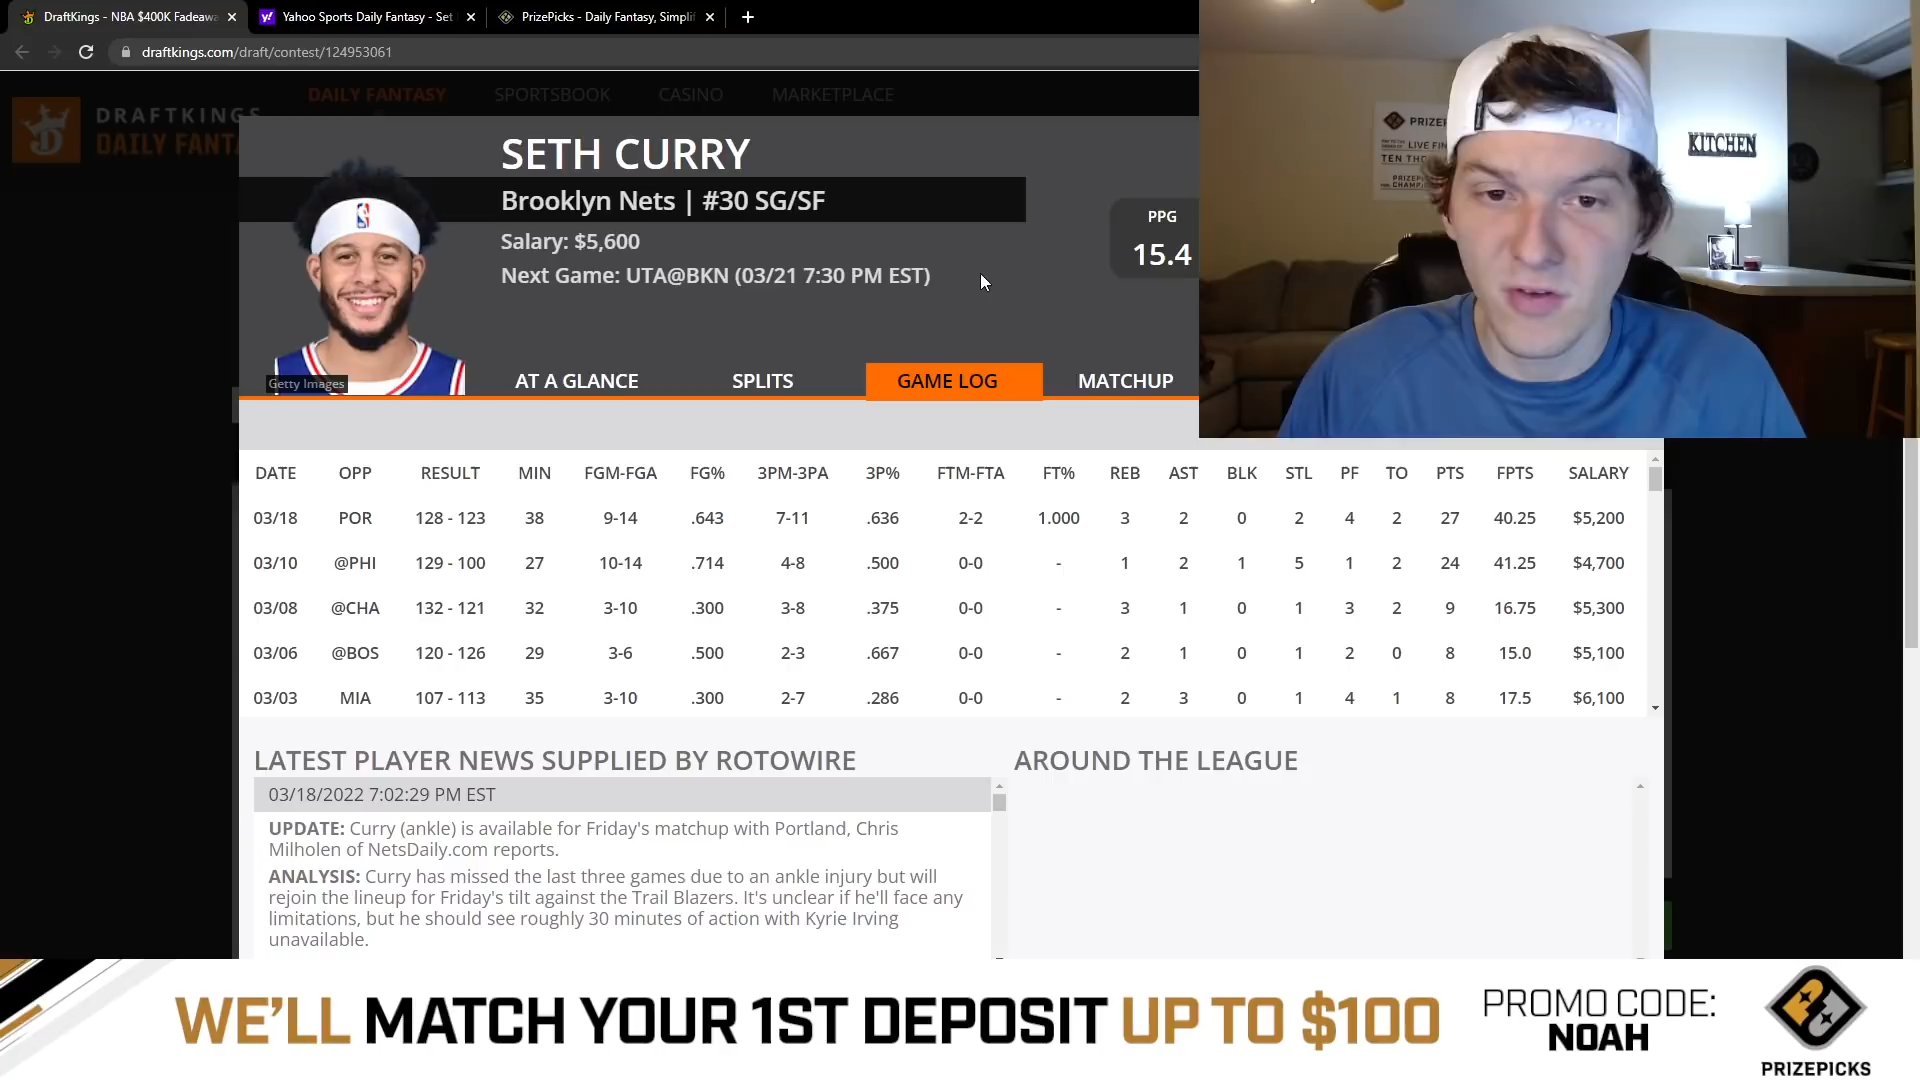 DraftKings - NBA $400K Fadeaw
Yahoo Sports Daily Fantasy - Set
PrizePicks - Daily Fantasy, Simplif
draftkings.com/draft/contest/124953061
DRAFTKINGS
DAILY FANTA
DAILY FANTASY SPORTSBOOK CASINO MARKETPLACE
SETH CURRY
Brooklyn Nets | #30 SG/SF
Salary: $5,600
Next Game: UTA@BKN (03/21 7:30 PM EST)
PPG
15.4
Getty Images
AT A GLANCE SPLITS GAME LOG MATCHUP
PRIZEP
LIVE FIN
TEN THO
PRIZEP
CHAMP
KITCHEN
DATE OPP RESULT MIN FGM-FGA FG% 3PM-3PA 3P% FTM-FTA FT% REB AST BLK STL PF TO PTS FPTS SALARY
03/18 POR 128 - 123 38 9-14 .643 7-11 .636 2-2 1.000 3 2 0 2 4 2 27 40.25 $5,200
03/10 @PHI 129 - 100 27 10-14 .714 4-8 .500 0-0 - 1 2 1 5 1 2 24 41.25 $4,700
03/08 @CHA 132 - 121 32 3-10 .300 3-8 .375 0-0 - 3 1 0 1 3 2 9 16.75 $5,300
03/06 @BOS 120 - 126 29 3-6 .500 2-3 .667 0-0 - 2 1 0 1 2 0 8 15.0 $5,100
03/03 MIA 107 - 113 35 3-10 .300 2-7 .286 0-0 - 2 3 0 1 4 1 8 17.5 $6,100
LATEST PLAYER NEWS SUPPLIED BY ROTOWIRE
03/18/2022 7:02:29 PM EST
UPDATE: Curry (ankle) is available for Friday's matchup with Portland, Chris
Milholen of NetsDaily.com reports.
ANALYSIS: Curry has missed the last three games due to an ankle injury but will
rejoin the lineup for Friday's tilt against the Trail Blazers. It's unclear if he'll face any
limitations, but he should see roughly 30 minutes of action with Kyrie Irving
unavailable.
AROUND THE LEAGUE
WE'LL MATCH YOUR 1ST DEPOSIT UP TO $100
PROMO CODE:
NOAH
PRIZEPICKS